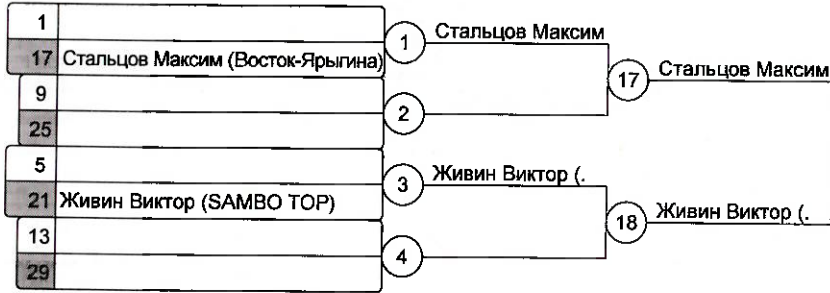 1
17 Стальцов Максим (Восток-Ярыгина)
1
Стальцов Максим
9
25
2
17
Стальцов Максим
5
21 Живин Виктор (SAMBO TOP)
3
Живин Виктор (.
13
29
4
18
Живин Виктор (.